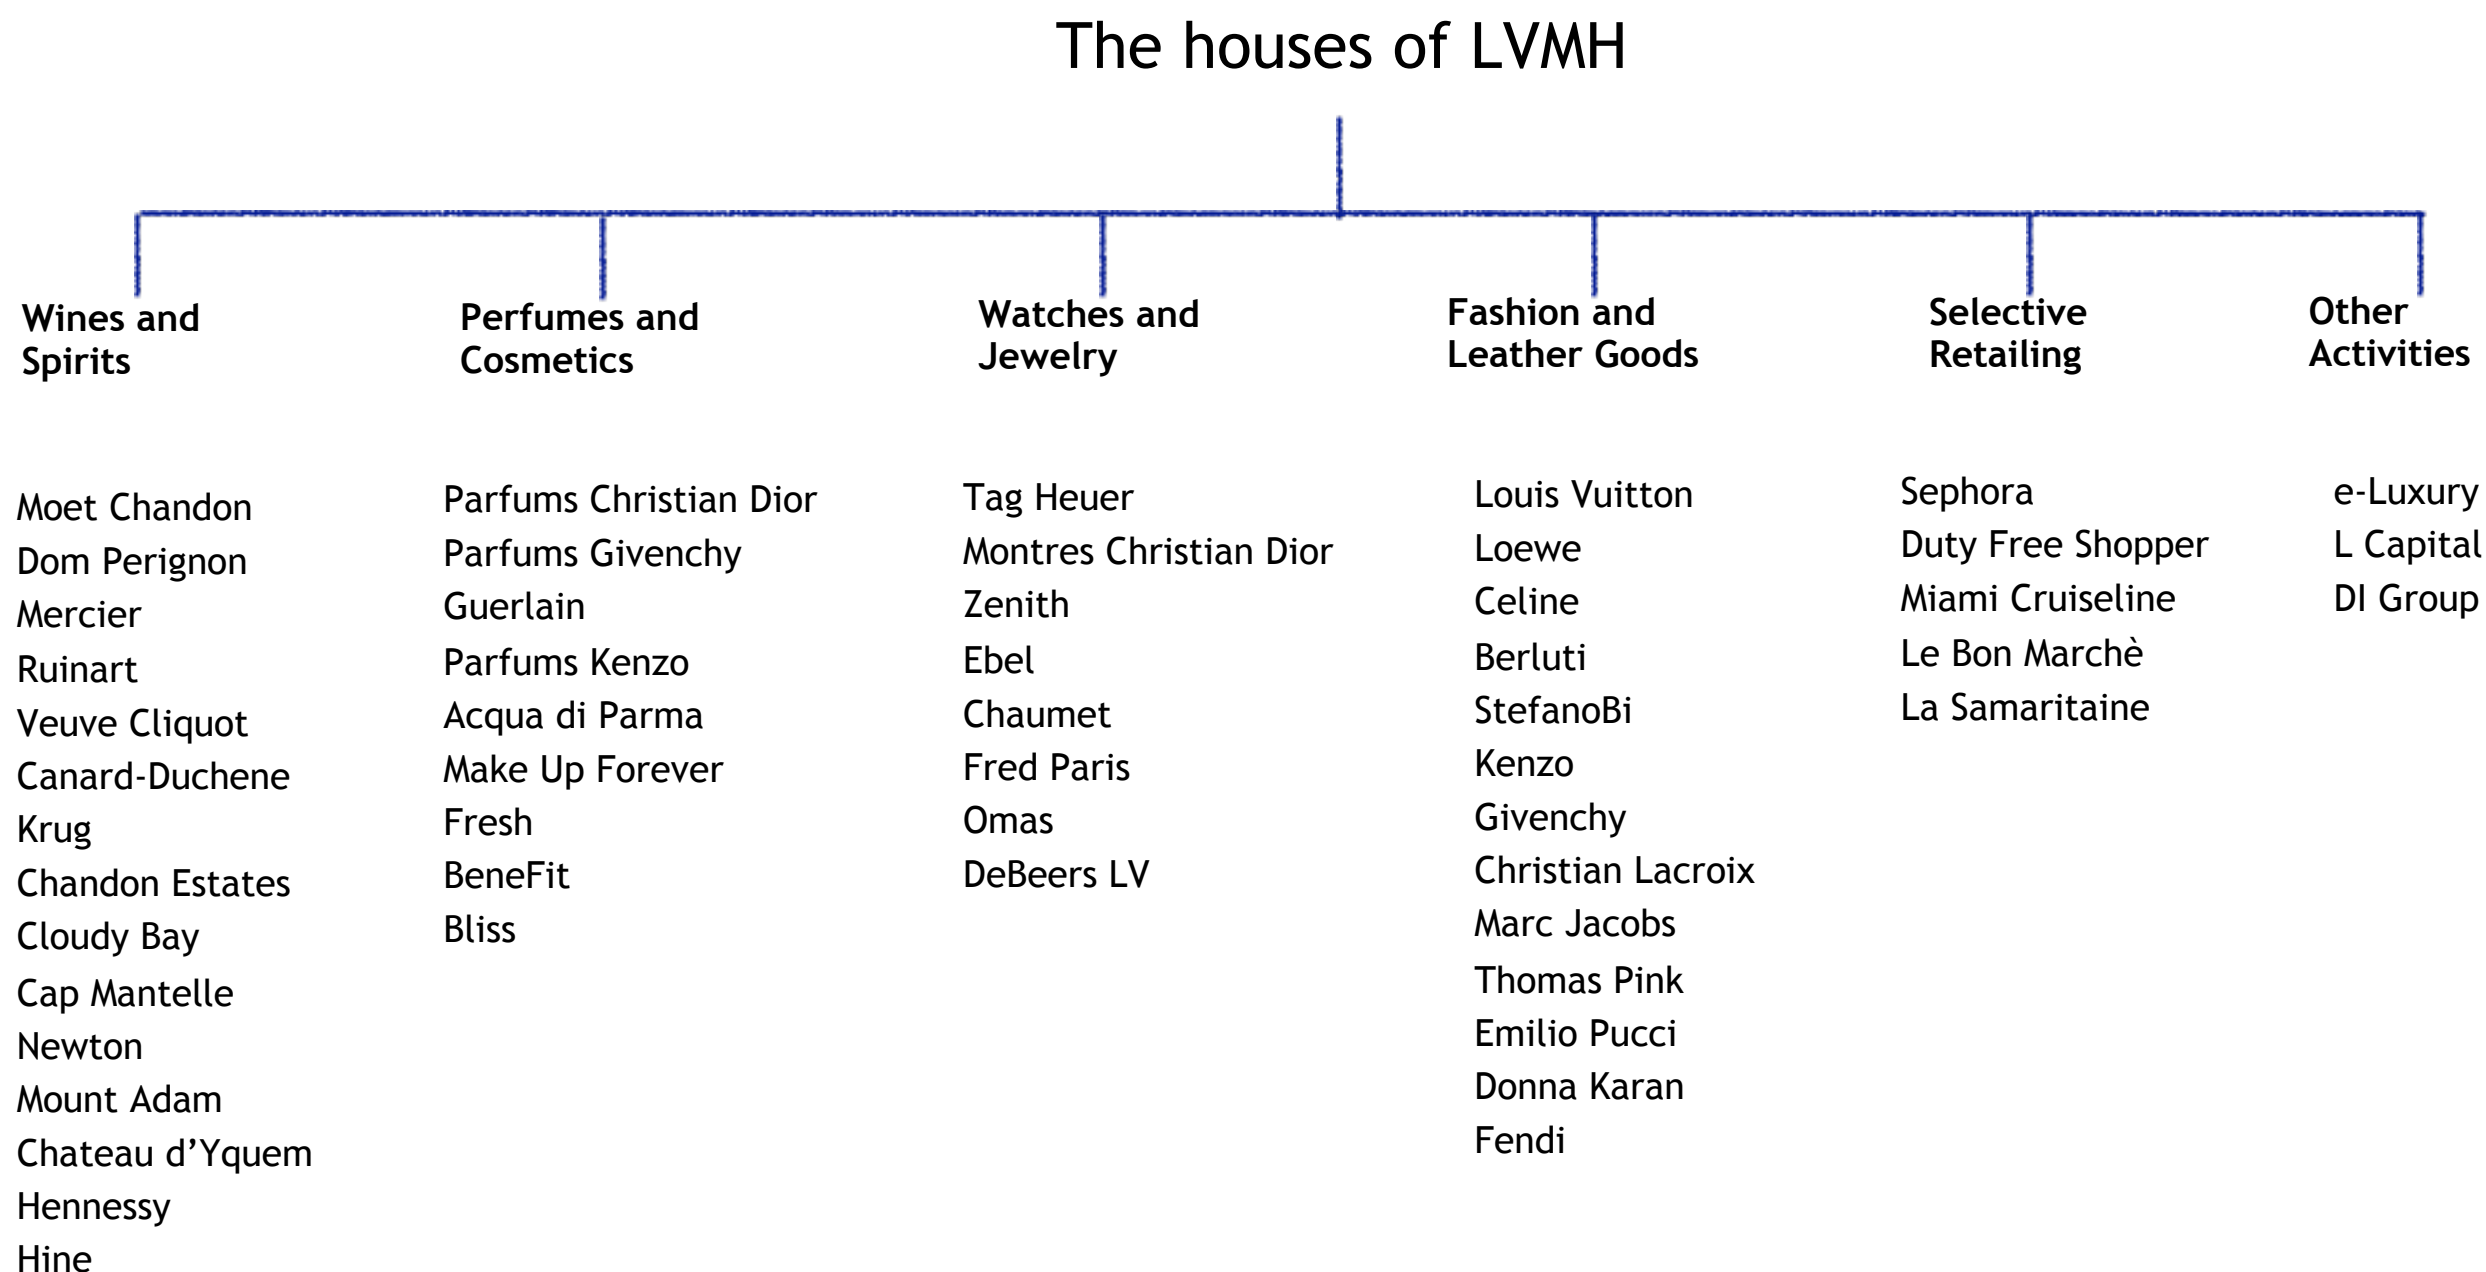 The houses of LVMH
Wines and
Spirits
Moet Chandon
Dom Perignon
Mercier
Ruinart
Veuve Cliquot
Canard-Duchene
Krug
Chandon Estates
Cloudy Bay
Cap Mantelle
Newton
Mount Adam
Chateau d’Yquem
Hennessy
Hine
Perfumes and
Cosmetics
Parfums Christian Dior
Parfums Givenchy
Guerlain
Parfums Kenzo
Acqua di Parma
Make Up Forever
Fresh
BeneFit
Bliss
Watches and
Jewelry
Tag Heuer
Montres Christian Dior
Zenith
Ebel
Chaumet
Fred Paris
Omas
DeBeers LV
Fashion and
Leather Goods
Louis Vuitton
Loewe
Celine
Berluti
StefanoBi
Kenzo
Givenchy
Christian Lacroix
Marc Jacobs
Thomas Pink
Emilio Pucci
Donna Karan
Fendi
Selective
Retailing
Sephora
Duty Free Shopper
Miami Cruiseline
Le Bon Marchè
La Samaritaine
Other
Activities
e-Luxury
L Capital
DI Group